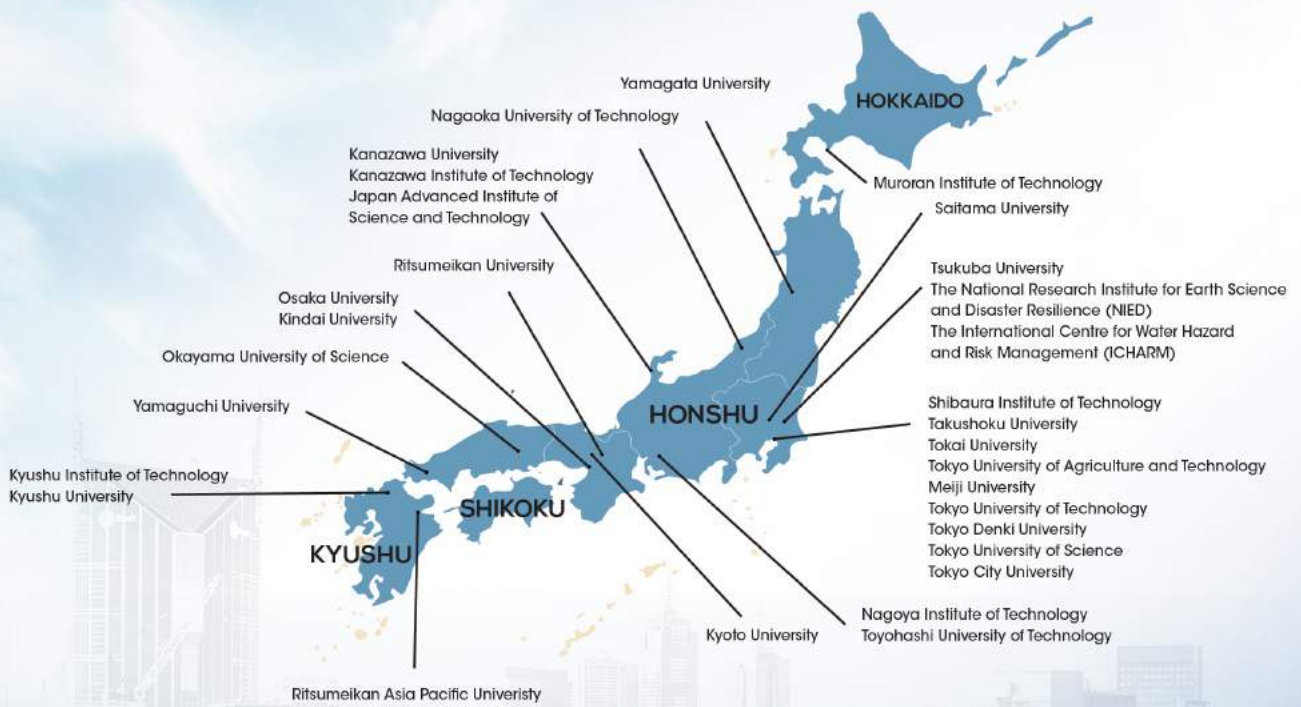 Yamagata University
HOKKAIDO
Nagaoka University of Technology
Kanazawa University
Kanazawa Institute of Technology
Japan Advanced Institute of
Science and Technology
Muroran Institute of Technology
Saitama University
Ritsumeikan University
Tsukuba University
The National Research Institute for Earth Science
and Disaster Resilience (NIED)
The International Centre for Water Hazard
and Risk Management (ICHARM)
Osaka University
Kindai University
Okayama University of Science
Yamaguchi University
HONSHU
Shibaura Institute of Technology
Takushoku University
Tokai University
Tokyo University of Agriculture and Technology
Meiji University
Tokyo University of Technology
Tokyo Denki University
Tokyo University of Science
Tokyo City University
Kyushu Institute of Technology
Kyushu University
SHIKOKU
KYUSHU
Nagoya Institute of Technology
Toyohashi University of Technology
Kyoto University
Ritsumeikan Asia Pacific Univeristy